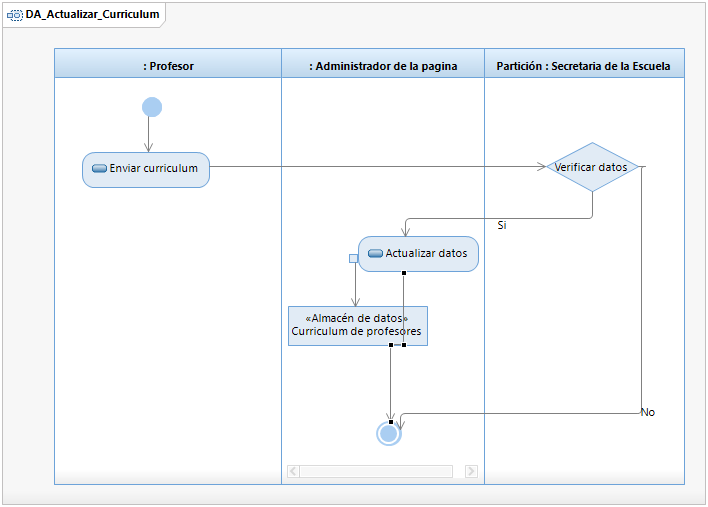 DA_Actualizar_Curriculum
: Profesor
: Administrador de la pagina
Partición : Secretaria de la Escuela
Enviar curriculum
Verificar datos
Si
Actualizar datos
«Almacén de datos»
Curriculum de profesores
No